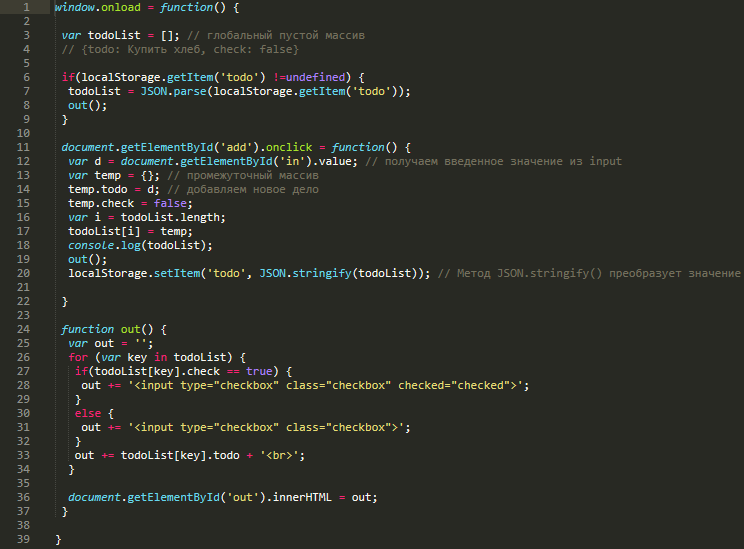 1 window.onload = function() {
2
3 var todoList = []; // глобальный пустой массив
4 // {todo: Купить хлеб, check: false}
5
6 if(localStorage.getItem('todo') !=undefined) {
7 todoList = JSON.parse(localStorage.getItem('todo'));
8 out();
9 }
10
11 document.getElementById('add').onclick = function() {
12 var d = document.getElementById('in').value; // получаем введенное значение из input
13 var temp = {}; // промежуточный массив
14 temp.todo = d; // добавляем новое дело
15 temp.check = false;
16 var i = todoList.length;
17 todoList[i] = temp;
18 console.log(todoList);
19 out();
20 localStorage.setItem('todo', JSON.stringify(todoList)); // Метод JSON.stringify() преобразует значение
21
22 }
23
24 function out() {
25 var out = '';
26 for (var key in todoList) {
27 if(todoList[key].check == true) {
28 out += '<input type="checkbox" class="checkbox" checked="checked">';
29 }
30 else {
31 out += '<input type="checkbox" class="checkbox">';
32 }
33 out += todoList[key].todo + '<br>';
34 }
35
36 document.getElementById('out').innerHTML = out;
37 }
38
39 }